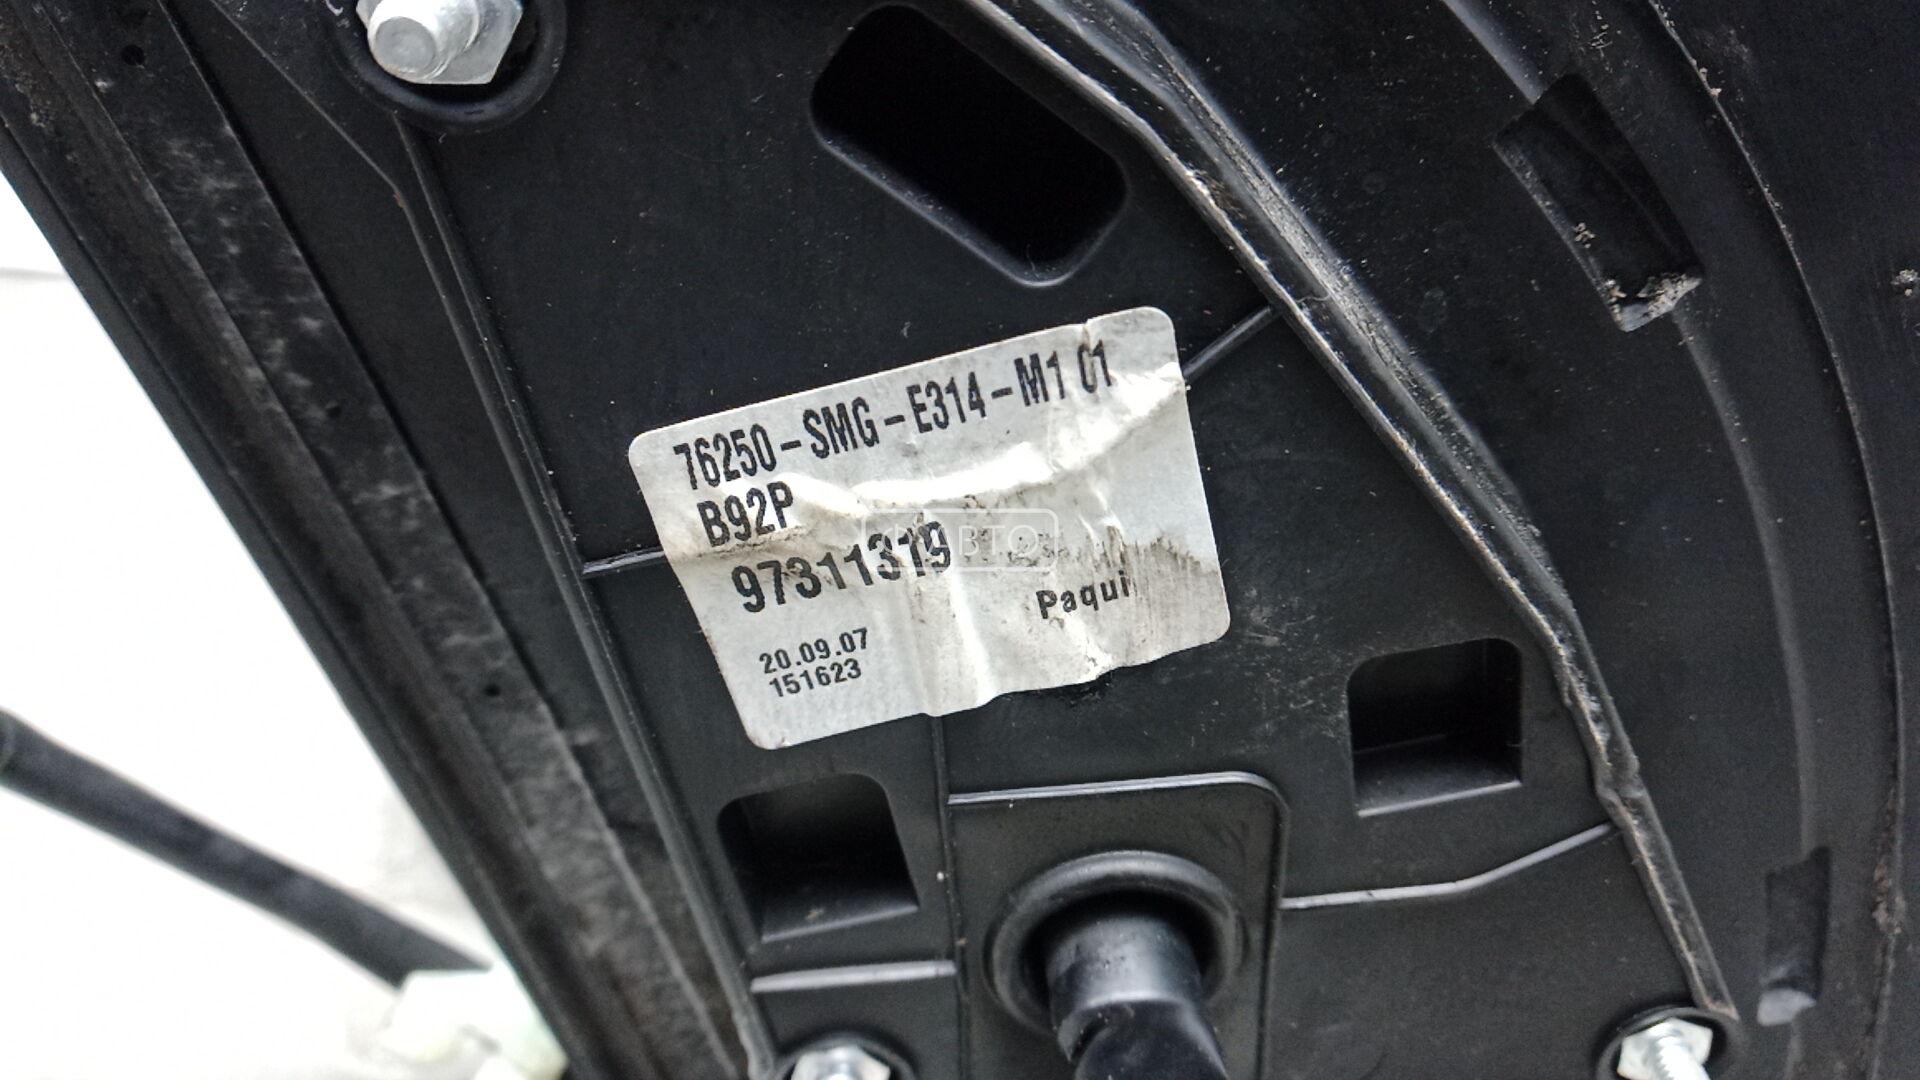 76250-SMG-E314-M1 01
B92P
97311319
Paqui
20.09.07
151623